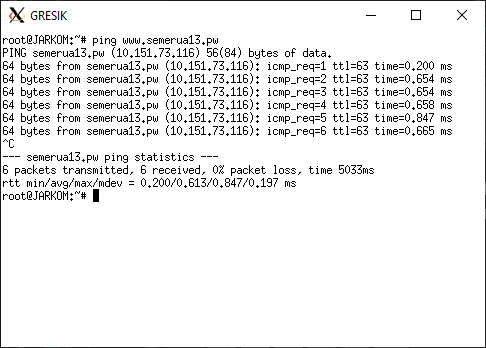 GRESIK
root@JARKOM:~# ping www.semerua13.pw
PING semerua13.pw (10.151.73.116) 56(84) bytes of data.
64 bytes from semerua13.pw (10.151.73.116): icmp_req=1 ttl=63 time=0.200 ms
64 bytes from semerua13.pw (10.151.73.116): icmp_req=2 ttl=63 time=0.654 ms
64 bytes from semerua13.pw (10.151.73.116): icmp_req=3 ttl=63 time=0.654 ms
64 bytes from semerua13.pw (10.151.73.116): icmp_req=4 ttl=63 time=0.658 ms
64 bytes from semerua13.pw (10.151.73.116): icmp_req=5 ttl=63 time=0.847 ms
64 bytes from semerua13.pw (10.151.73.116): icmp_req=6 ttl=63 time=0.665 ms
^C
--- semerua13.pw ping statistics ---
6 packets transmitted, 6 received, 0% packet loss, time 5033ms
rtt min/avg/max/mdev = 0.200/0.613/0.847/0.197 ms
root@JARKOM:~#